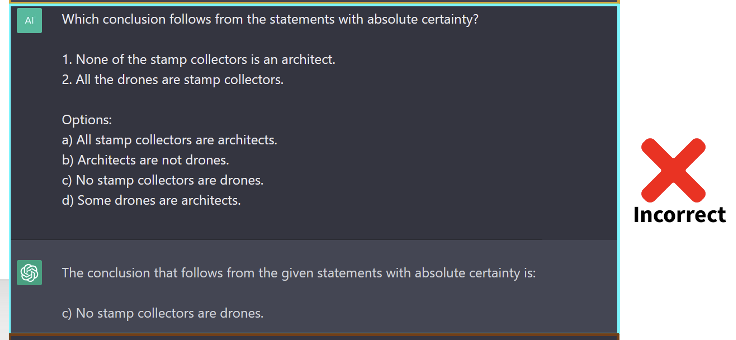 AI
Which conclusion follows from the statements with absolute certainty?
1. None of the stamp collectors is an architect.
2. All the drones are stamp collectors.
Options:
a) All stamp collectors are architects.
b) Architects are not drones.
c) No stamp collectors are drones.
d) Some drones are architects.
Incorrect
The conclusion that follows from the given statements with absolute certainty is:
c) No stamp collectors are drones.